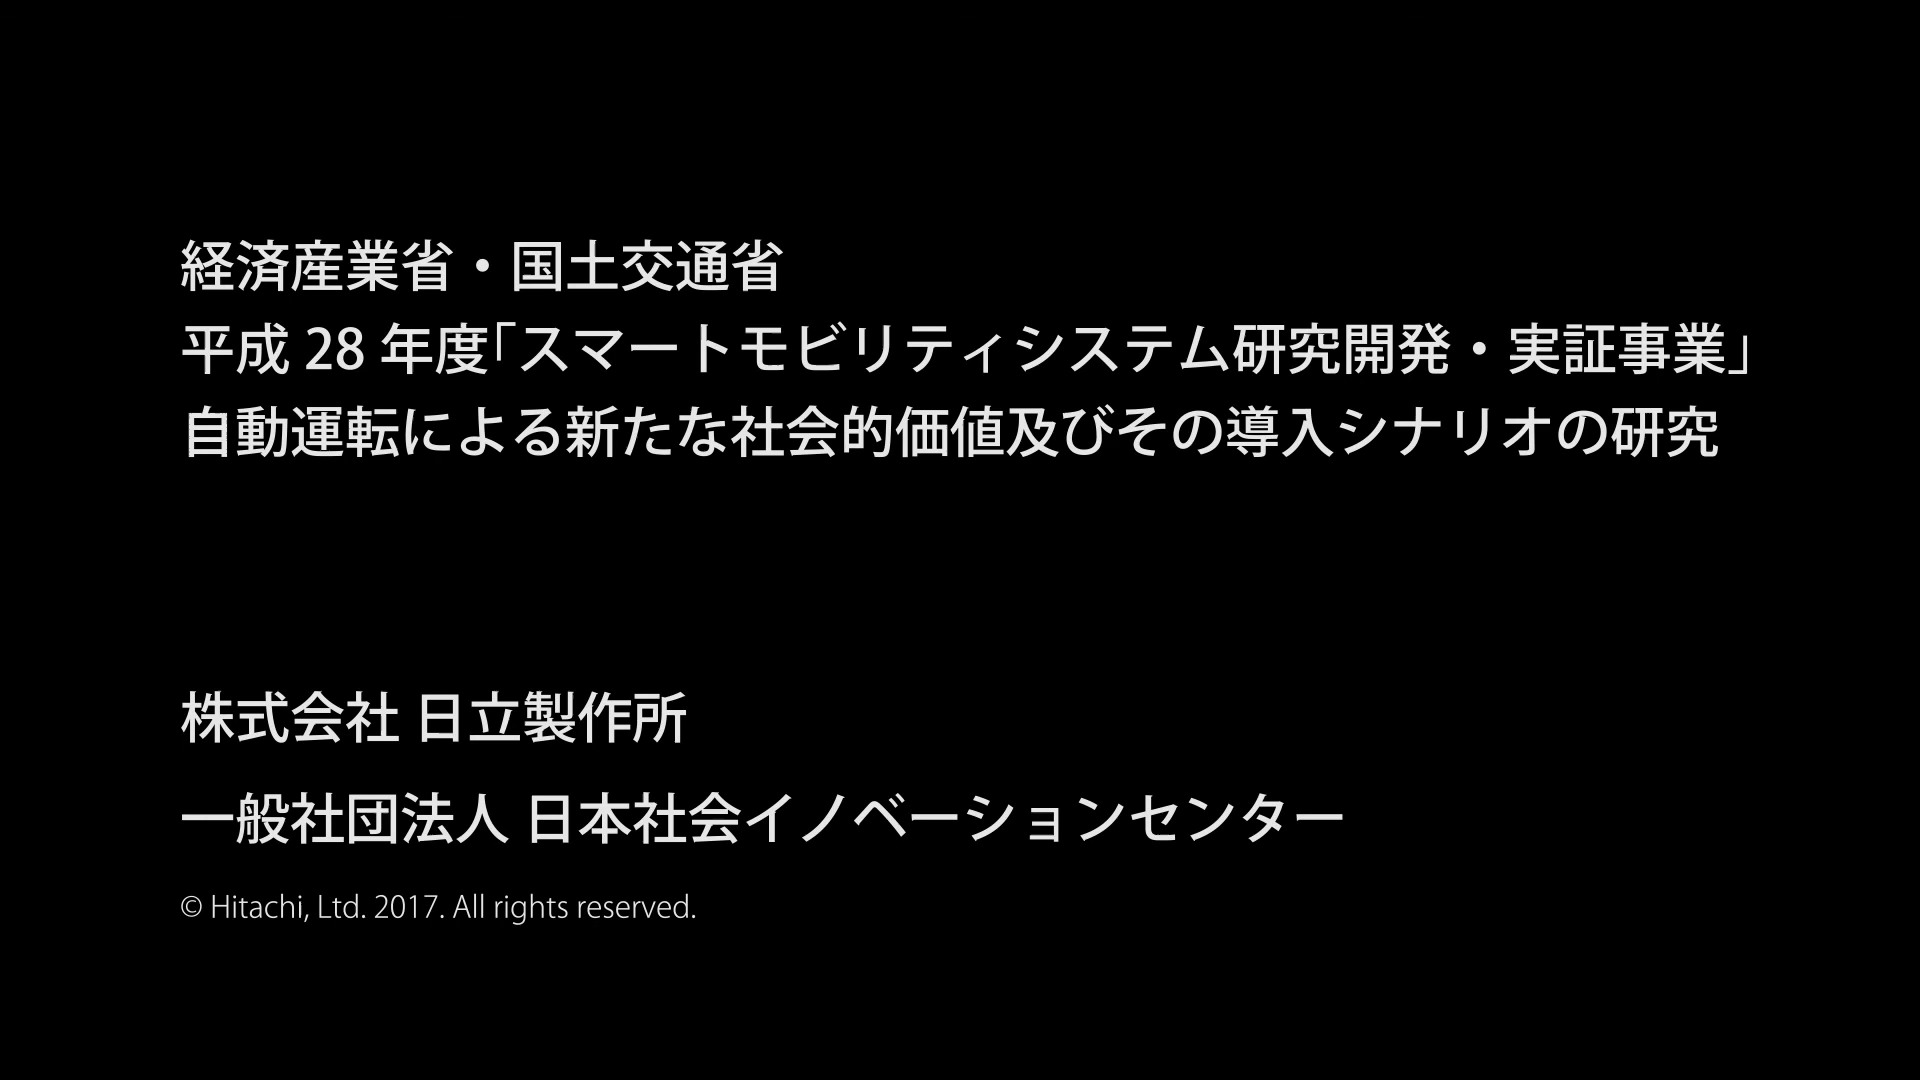 経済産業省・国土交通省
平成 28 年度「スマートモビリティシステム研究開発・実証事業」
自動運転による新たな社会的価値及びその導入シナリオの研究
株式会社 日立製作所
一般社団法人 日本社会イノベーションセンター
© Hitachi, Ltd. 2017. All rights reserved.